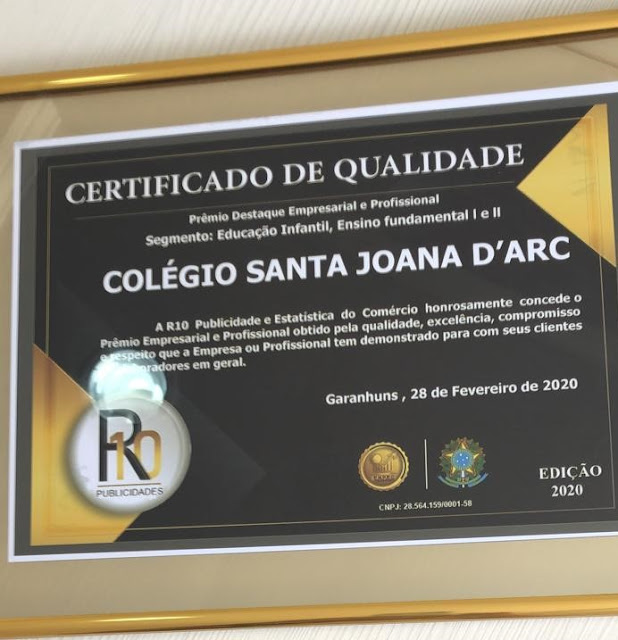 CERTIFICADO DE QUALIDADE
Prêmio Destaque Empresarial e Profissional
Segmento: Educação Infantil, Ensino fundamental I e II
COLÉGIO SANTA JOANA D'ARC
A R10 Publicidade e Estatistica do Comércio honrosamente concede o
Prêmio Empresarial e Profissional obtido pela qualidade, excelência, compromisso
e respeito que a Empresa ou Profissional tem demonstrado para com seus clientes
em geral.
Garanhuns , 28 de Fevereiro de 2020
R10
PUBLICIDADES
CNPJ: 28.564.159/0001-58
EDIÇÃO
2020